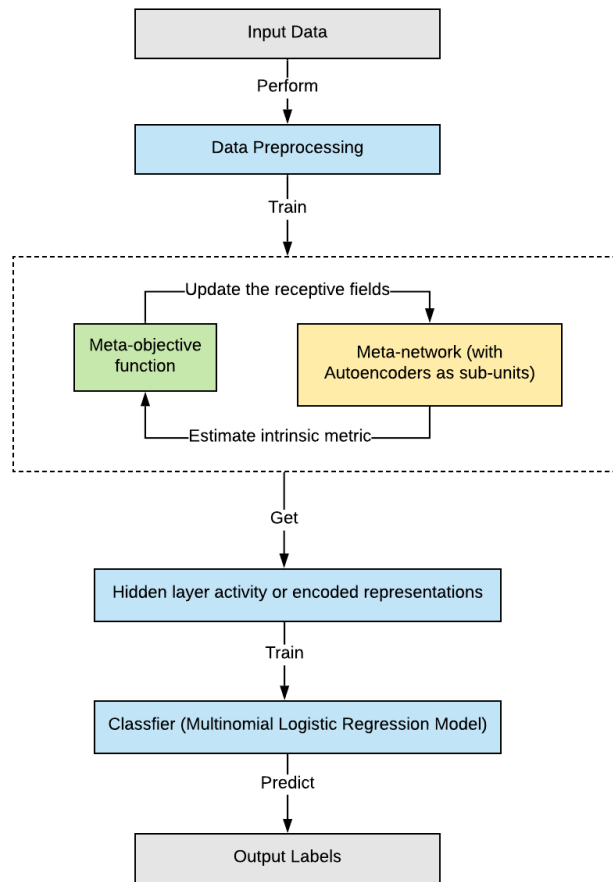 Input Data
Perform
Data Preprocessing
Train
Update the receptive fields
Meta-objective
function
Meta-network (with
Autoencoders as sub-units)
Estimate intrinsic metric
Get
Hidden layer activity or encoded representations
Train
Classfier (Multinomial Logistic Regression Model)
Predict
Output Labels